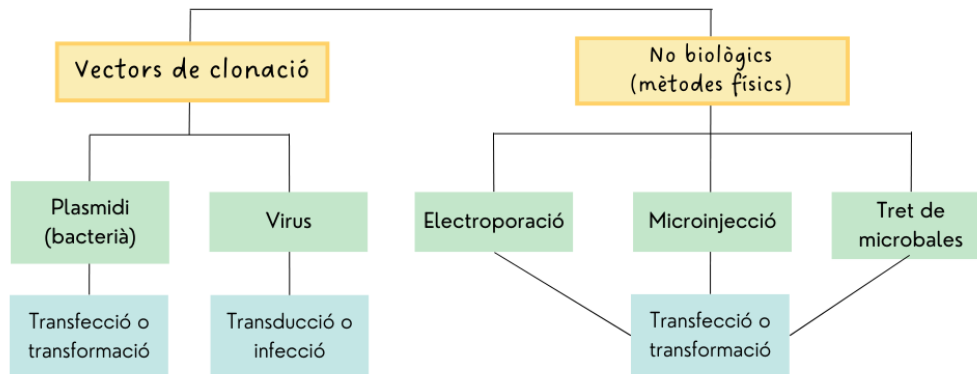 Vectors de clonació
No biològics
(mètodes físics)
Plasmidi
(bacterià)
Virus
Electroporació
Microinjecció
Tret de
microbales
Transfecció o
transformació
Transducció o
infecció
Transfecció o
transformació